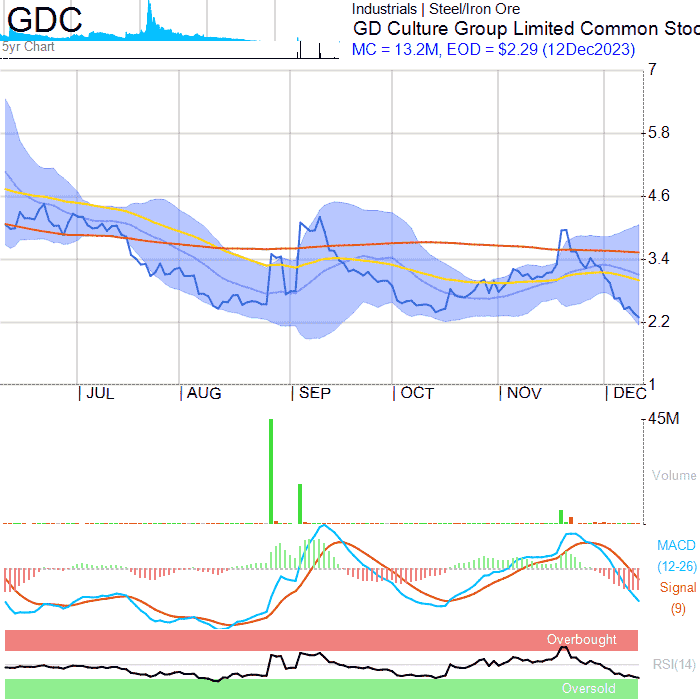 GDC
5yr Chart
Industrials | Steel/Iron Ore
GD Culture Group Limited Common Stoc
MC = 13.2M, EOD = $2.29 (12Dec2023)
7
5.8
4.6
3.4
2.2
1
| JUL | AUG | SEP | OCT | NOV | DEC
45M
Volume
MACD
(12-26)
Signal
(9)
Overbought
RSI(14)
Oversold